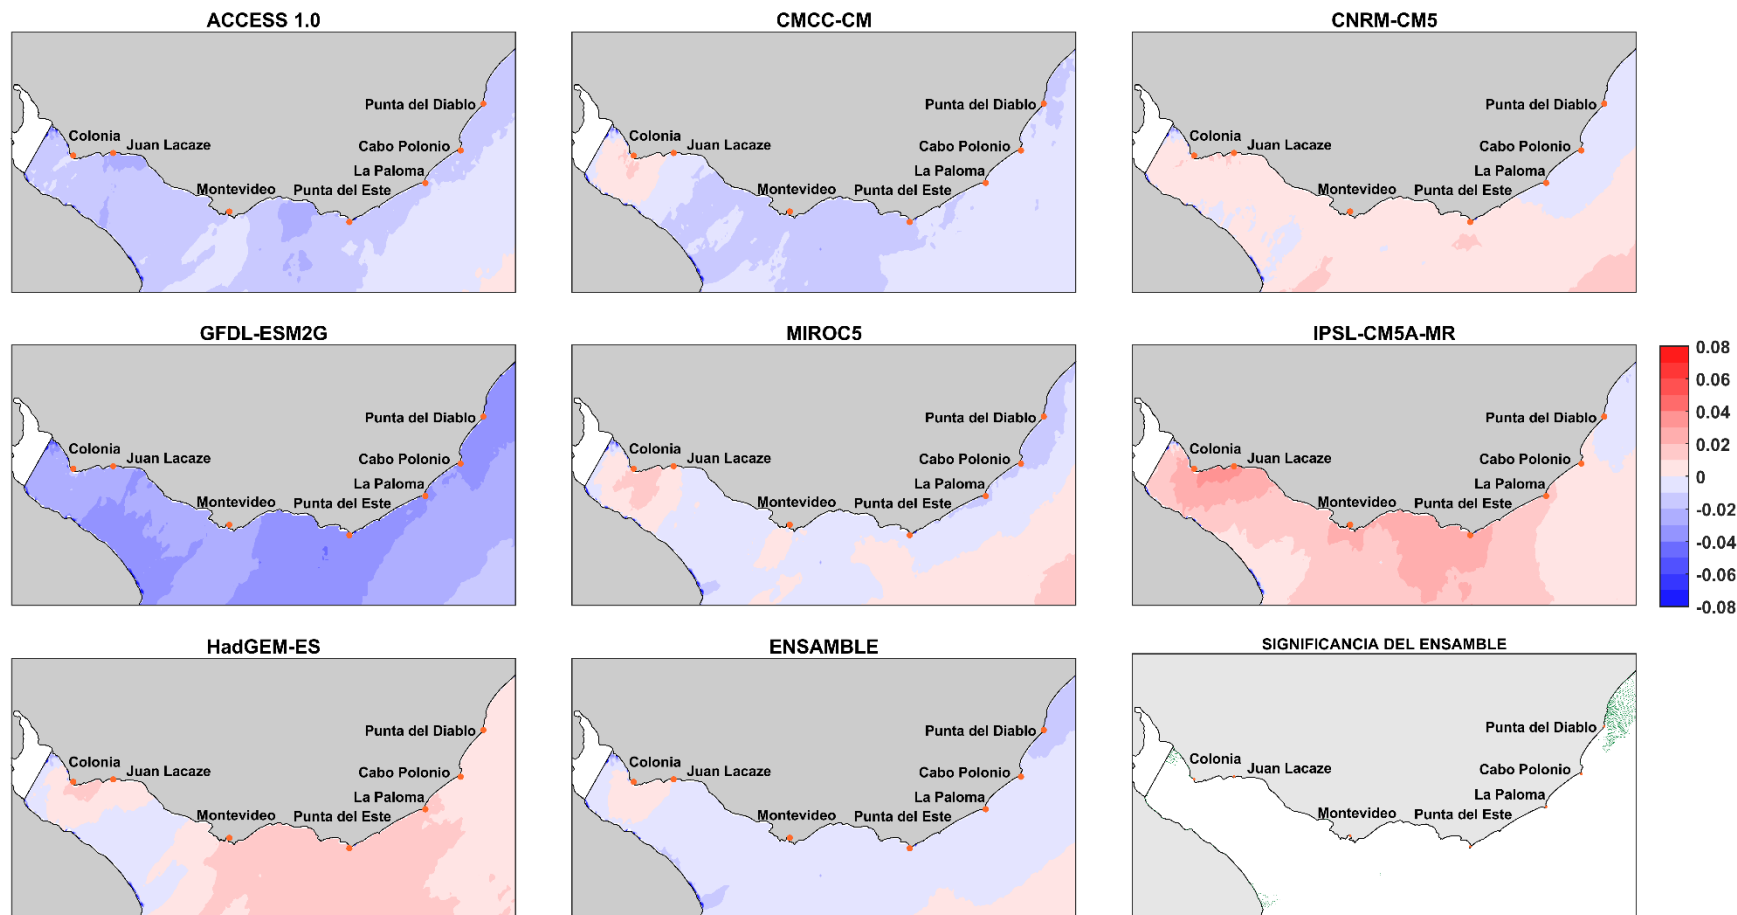 ACCESS 1.0
Punta del Diablo
Colonia
Juan Lacaze
Cabo Polonio
La Paloma
Montevideo
Punta del Este
CMCC-CM
Punta del Diablo
Colonia
Juan Lacaze
Cabo Polonio
La Paloma
Montevideo
Punta del Este
CNRM-CM5
Punta del Diablo
Colonia
Juan Lacaze
Cabo Polonio
La Paloma
Montevideo
Punta del Este
GFDL-ESM2G
Punta del Diablo
Colonia
Juan Lacaze
Cabo Polonio
La Paloma
Montevideo
Punta del Este
MIROC5
Punta del Diablo
Colonia
Juan Lacaze
Cabo Polonio
La Paloma
Montevideo
Punta del Este
IPSL-CM5A-MR
Punta del Diablo
Colonia
Juan Lacaze
Cabo Polonio
La Paloma
Montevideo
Punta del Este
0.08
0.06
0.04
0.02
0
-0.02
-0.04
-0.06
-0.08
HadGEM-ES
Punta del Diablo
Colonia
Juan Lacaze
Cabo Polonio
La Paloma
Montevideo
Punta del Este
ENSAMBLE
Punta del Diablo
Colonia
Juan Lacaze
Cabo Polonio
La Paloma
Montevideo
Punta del Este
SIGNIFICANCIA DEL ENSAMBLE
Punta del Diablo
Colonia
Juan Lacaze
Cabo Polonio
La Paloma
Montevideo
Punta del Este